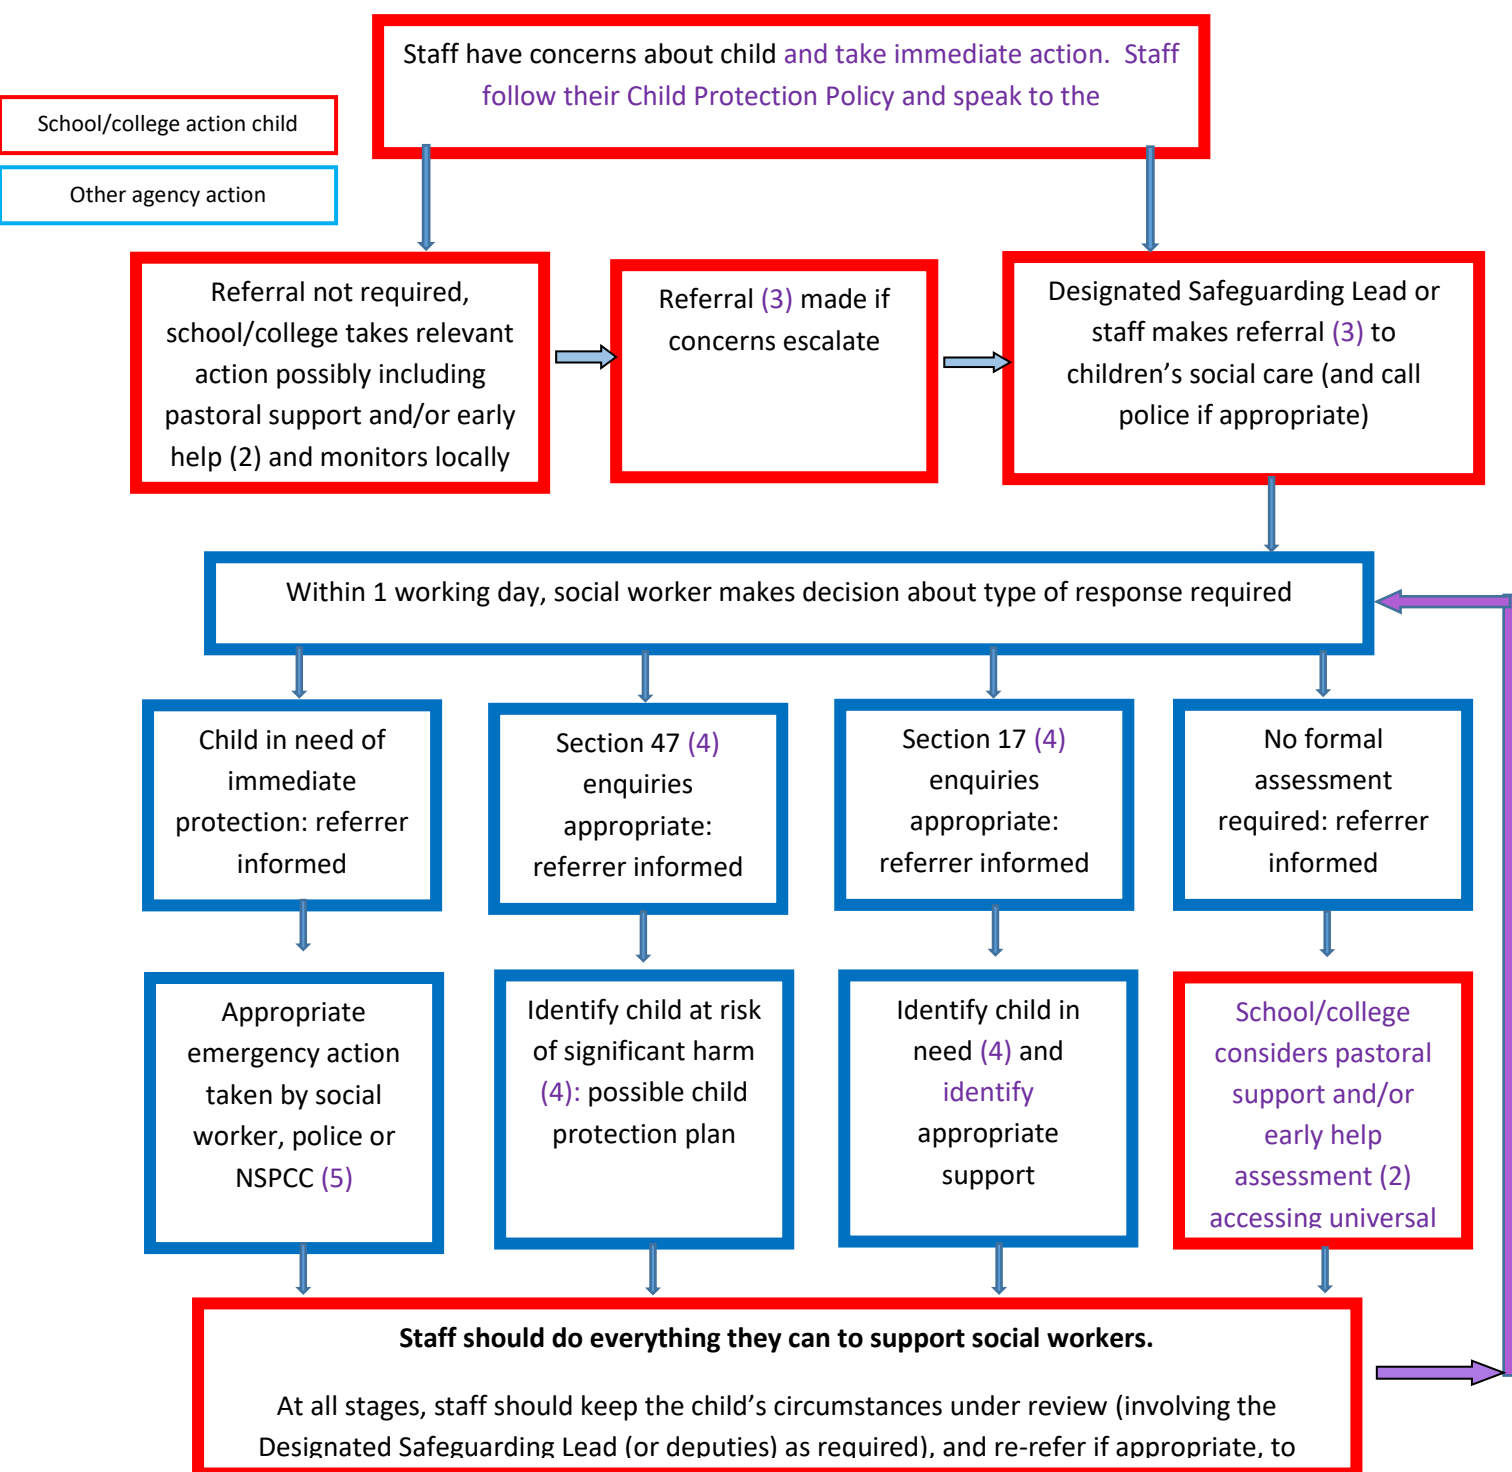 Staff have concerns about child and take immediate action.  Staff
follow their Child Protection Policy and speak to the
School/college action child
Other agency action
Referral not required,
school/college takes relevant
action possibly including
pastoral support and/or early
help (2) and monitors locally
Referral (3) made if
concerns escalate
Designated Safeguarding Lead or
staff makes referral (3) to
children’s social care (and call
police if appropriate)
Within 1 working day, social worker makes decision about type of response required
Child in need of
immediate
protection: referrer
informed
Section 47 (4)
enquiries
appropriate:
referrer informed
Section 17 (4)
enquiries
appropriate:
referrer informed
No formal
assessment
required: referrer
informed
Appropriate
emergency action
taken by social
worker, police or
NSPCC (5)
Identify child at risk
of significant harm
(4): possible child
protection plan
Identify child in
need (4) and
identify
appropriate
support
School/college
considers pastoral
support and/or
early help
assessment (2)
accessing universal
Staff should do everything they can to support social workers.
At all stages, staff should keep the child’s circumstances under review (involving the
Designated Safeguarding Lead (or deputies) as required), and re-refer if appropriate, to